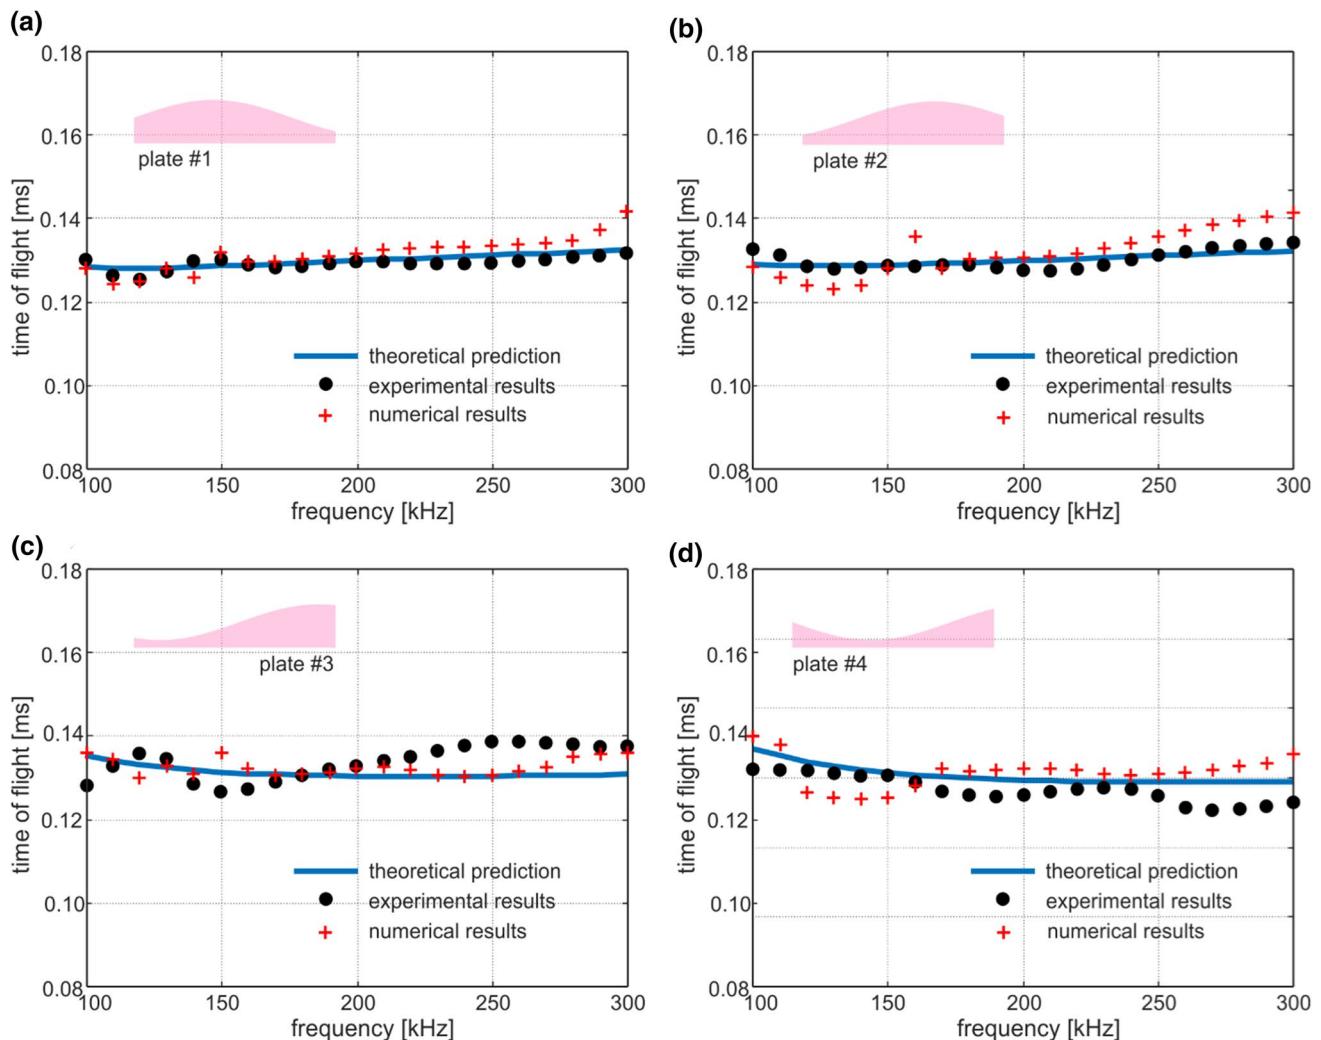 (a)
0.18
0.16
0.14
0.12
0.10
0.08
time of flight [ms]
plate #1
theoretical prediction
experimental results
numerical results
100 150 200 250 300
frequency [kHz]
(b)
0.18
0.16
0.14
0.12
0.10
0.08
time of flight [ms]
plate #2
theoretical prediction
experimental results
numerical results
100 150 200 250 300
frequency [kHz]
(c)
0.18
0.16
0.14
0.12
0.10
0.08
time of flight [ms]
plate #3
theoretical prediction
experimental results
numerical results
100 150 200 250 300
frequency [kHz]
(d)
0.18
0.16
0.14
0.12
0.10
0.08
time of flight [ms]
plate #4
theoretical prediction
experimental results
numerical results
100 150 200 250 300
frequency [kHz]